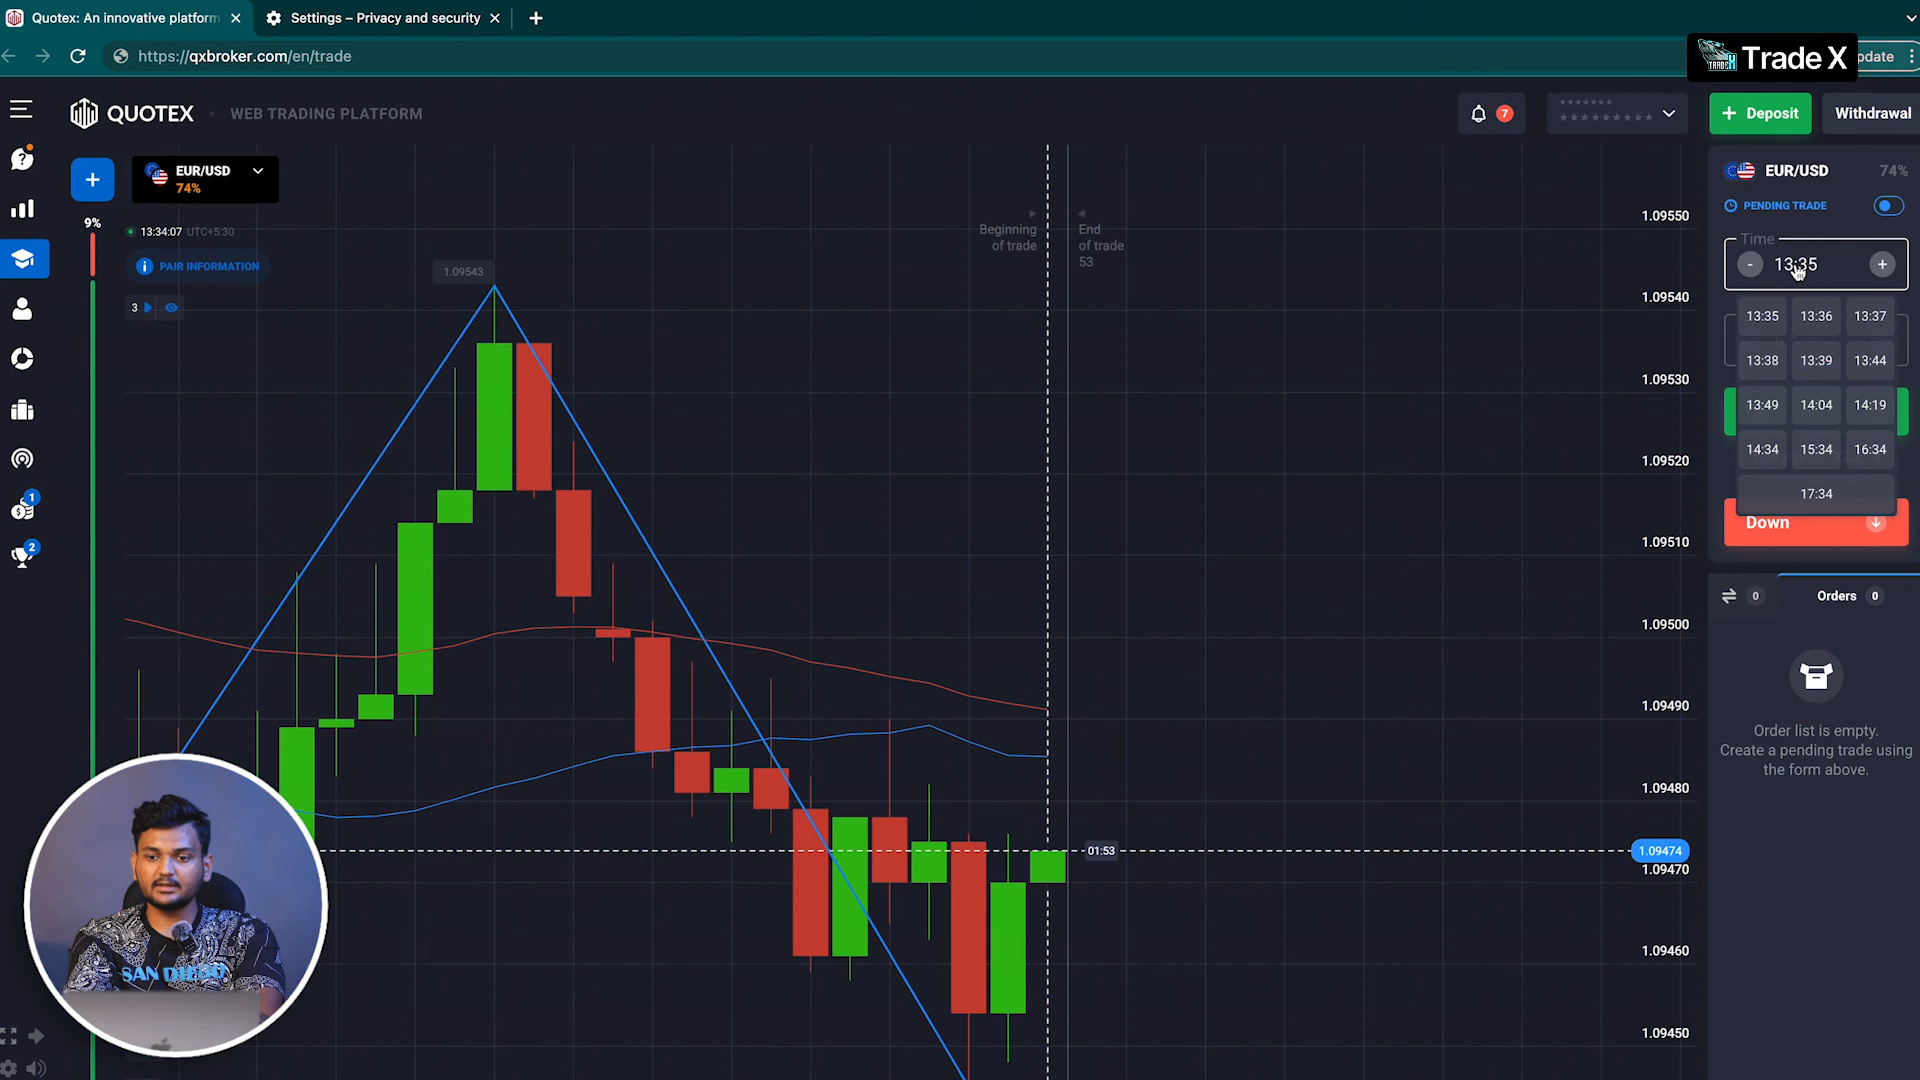 Quotex: An innovative platform
Settings – Privacy and security
https://qxbroker.com/en/trade
TRADEX
Trade X
pdate
QUOTEX
WEB TRADING PLATFORM
7
*******
*********
Deposit
Withdrawal
EUR/USD
74%
EUR/USD
74%
9%
PENDING TRADE
13:34:07 UTC+5:30
PAIR INFORMATION
3
1.09543
Beginning
of trade
End
of trade
53
Time
13:35
13:35 13:36 13:37
13:38 13:39 13:44
13:49 14:04 14:19
14:34 15:34 16:34
17:34
Down
0
Orders 0
Order list is empty.
Create a pending trade using
the form above.
1.09550
1.09540
1.09530
1.09520
1.09510
1.09500
1.09490
1.09480
1.09474
1.09470
1.09460
1.09450
01:53
1
2
SAN DIEGO